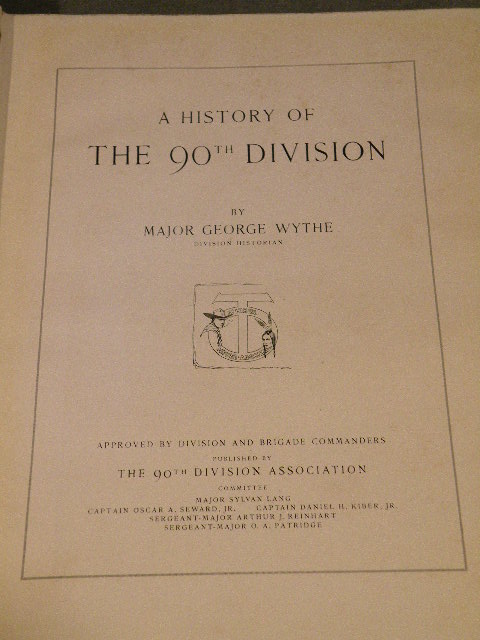 A HISTORY OF
THE 90TH DIVISION
BY
MAJOR GEORGE WYTHE
DIVISION HISTORIAN
APPROVED BY DIVISION AND BRIGADE COMMANDERS
PUBLISHED BY
THE 90TH DIVISION ASSOCIATION
COMMITTEE
MAJOR SYLVAN LANG
CAPTAIN OSCAR A. SEWARD, JR. CAPTAIN DANIEL H. KIBER, JR.
SERGEANT-MAJOR ARTHUR J. REINHART
SERGEANT-MAJOR O. A. PATRIDGE